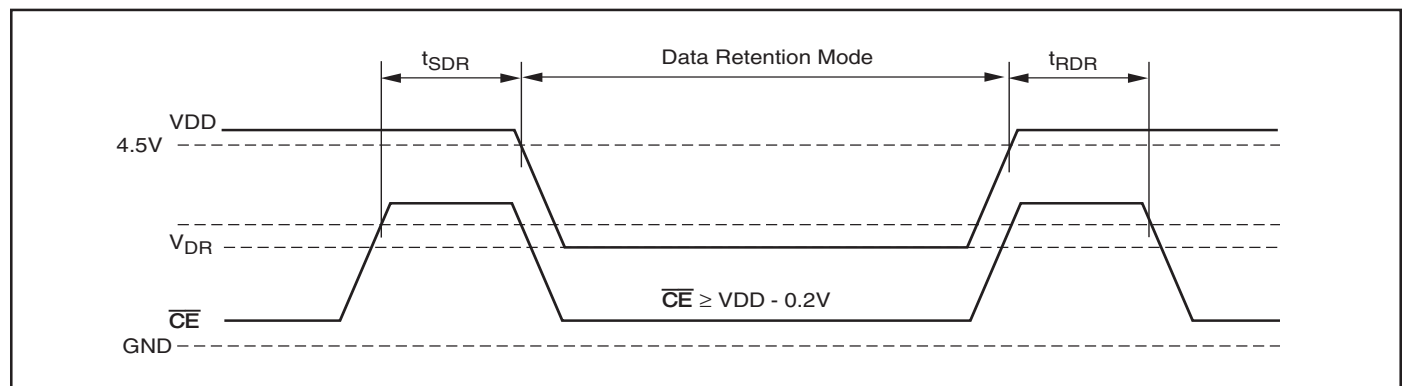 tSDR
Data Retention Mode
tRDR
VDD
4.5V
VDR
CE ≥ VDD - 0.2V
CE
GND